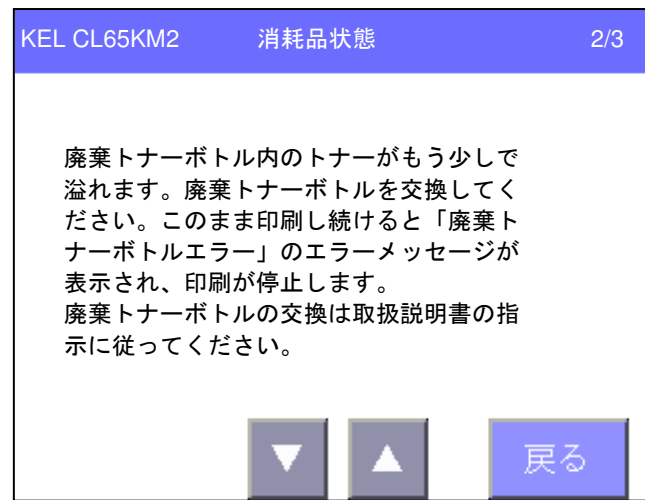 KEL CL65KM2 消耗品状態 2/3
廃棄トナーボトル内のトナーがもう少しで
溢れます。廃棄トナーボトルを交換してく
ださい。このまま印刷し続けると「廃棄ト
ナーボトルエラー」のエラーメッセージが
表示され、印刷が停止します。
廃棄トナーボトルの交換は取扱説明書の指
示に従ってください。
▼ ▲ 戻る